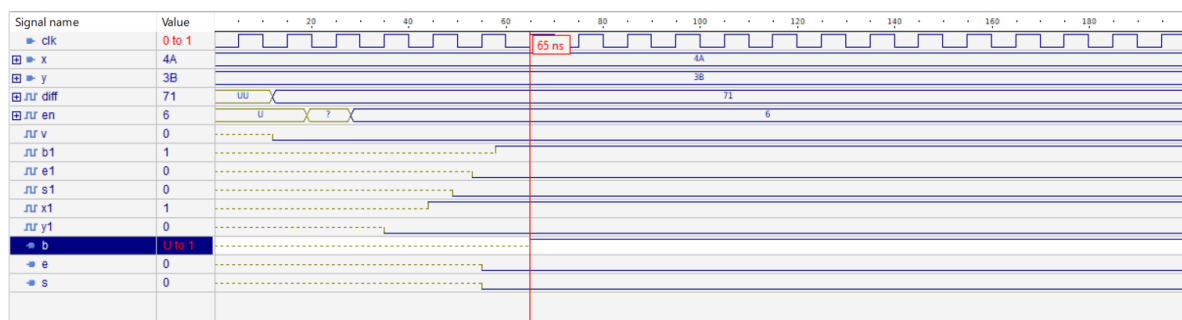 Signal name Value 20 40 60 80 100 120 140 160 180
clk 0 to 1 65 ns
x 4A 4A
y 3B 3B
diff 71 UU 71
en 6 U ? 6
v 0
b1 1
e1 0
s1 0
x1 1
y1 0
b U to 1
e 0
s 0